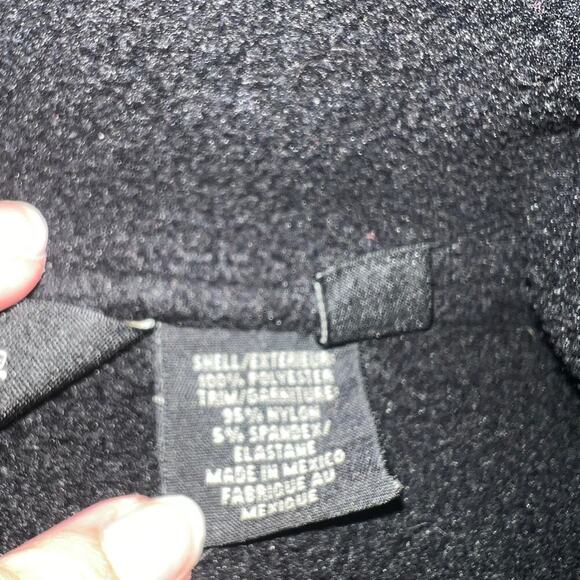 SHELL/EXTERIEUR
100% POLYESTER
TRIM/GARNITURE
95% NYLON
5% SPANDEX/
ELASTANE
MADE IN MEXICO
FABRIQUE AU
MEXIQUE